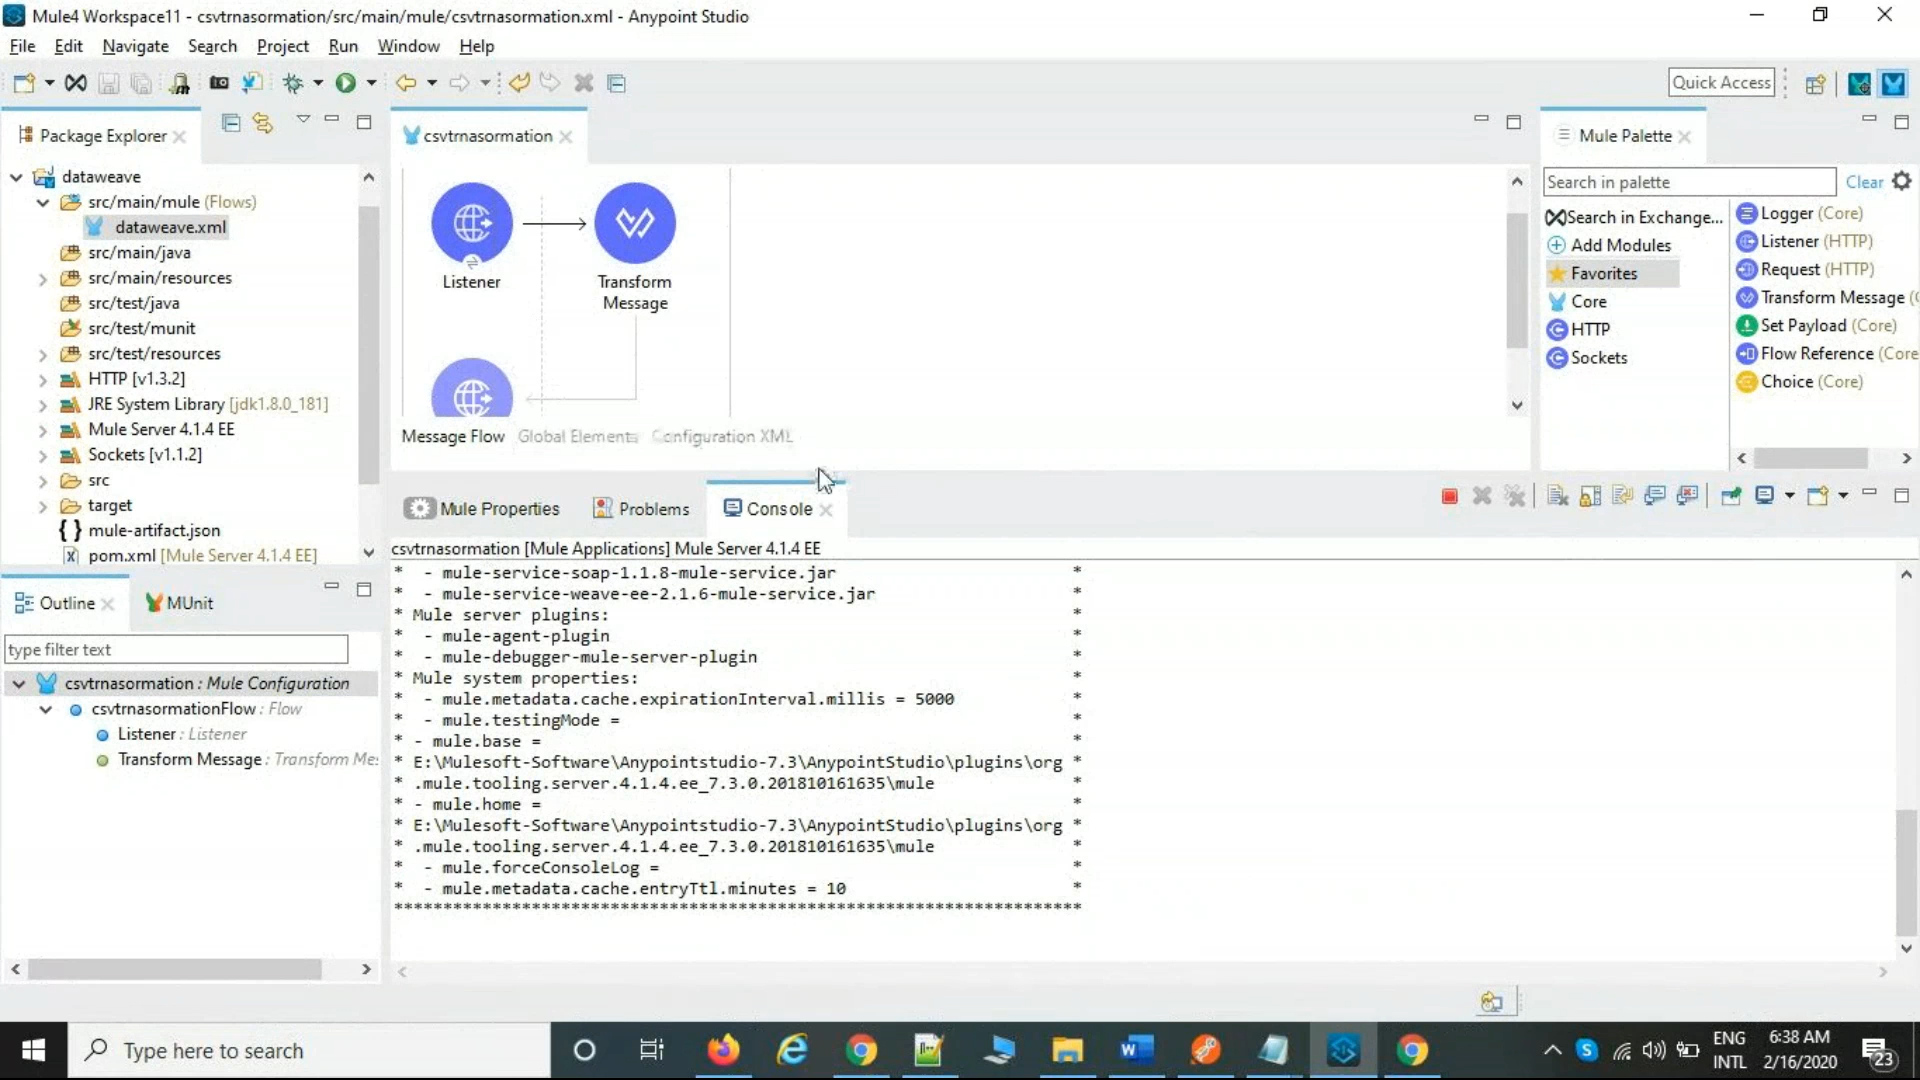 Mule4 Workspace11 - csvtrnasormation/src/main/mule/csvtrnasormation.xml - Anypoint Studio
File Edit Navigate Search Project Run Window Help
Quick Access
Package Explorer
dataweave
src/main/mule (Flows)
dataweave.xml
src/main/java
src/main/resources
src/test/java
src/test/munit
src/test/resources
HTTP [v1.3.2]
JRE System Library [jdk1.8.0_181]
Mule Server 4.1.4 EE
Sockets [v1.1.2]
src
target
mule-artifact.json
pom.xml [Mule Server 4.1.4 EE]
csvtrnasormation
Listener
Transform
Message
Message Flow Global Elements Configuration XML
Mule Palette
Search in palette
Clear
Search in Exchange...
Add Modules
Favorites
Core
HTTP
Sockets
Logger (Core)
Listener (HTTP)
Request (HTTP)
Transform Message (C
Set Payload (Core)
Flow Reference (Core
Choice (Core)
Outline
MUnit
type filter text
csvtrnasormation : Mule Configuration
csvtrnasormationFlow : Flow
Listener : Listener
Transform Message : Transform Me
Mule Properties Problems Console
csvtrnasormation [Mule Applications] Mule Server 4.1.4 EE
* - mule-service-soap-1.1.8-mule-service.jar *
* - mule-service-weave-ee-2.1.6-mule-service.jar *
* Mule server plugins: *
* - mule-agent-plugin *
* - mule-debugger-mule-server-plugin *
* Mule system properties: *
* - mule.metadata.cache.expirationInterval.millis = 5000 *
* - mule.testingMode = *
* - mule.base = *
* E:\Mulesoft-Software\Anypointstudio-7.3\AnypointStudio\plugins\org *
* .mule.tooling.server.4.1.4.ee_7.3.0.201810161635\mule *
* - mule.home = *
* E:\Mulesoft-Software\Anypointstudio-7.3\AnypointStudio\plugins\org *
* .mule.tooling.server.4.1.4.ee_7.3.0.201810161635\mule *
* - mule.forceConsoleLog = *
* - mule.metadata.cache.entryTtl.minutes = 10 *
**********************************************************************
Type here to search
ENG
INTL
6:38 AM
2/16/2020
23